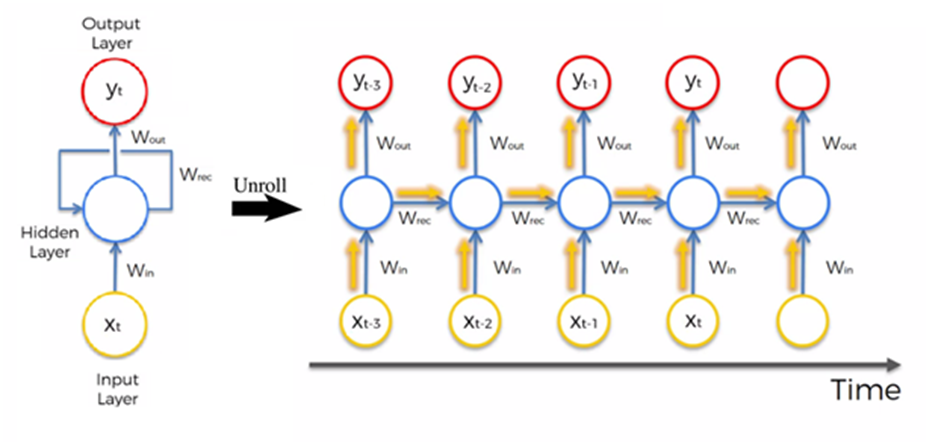 Output
Layer
yt
Wout
Wrec
Hidden
Layer
Win
xt
Input
Layer
Unroll
yt-3 yt-2 yt-1 yt
Wout Wout Wout Wout Wout
Wrec Wrec Wrec Wrec
Win Win Win Win Win
xt-3 xt-2 xt-1 xt
Time